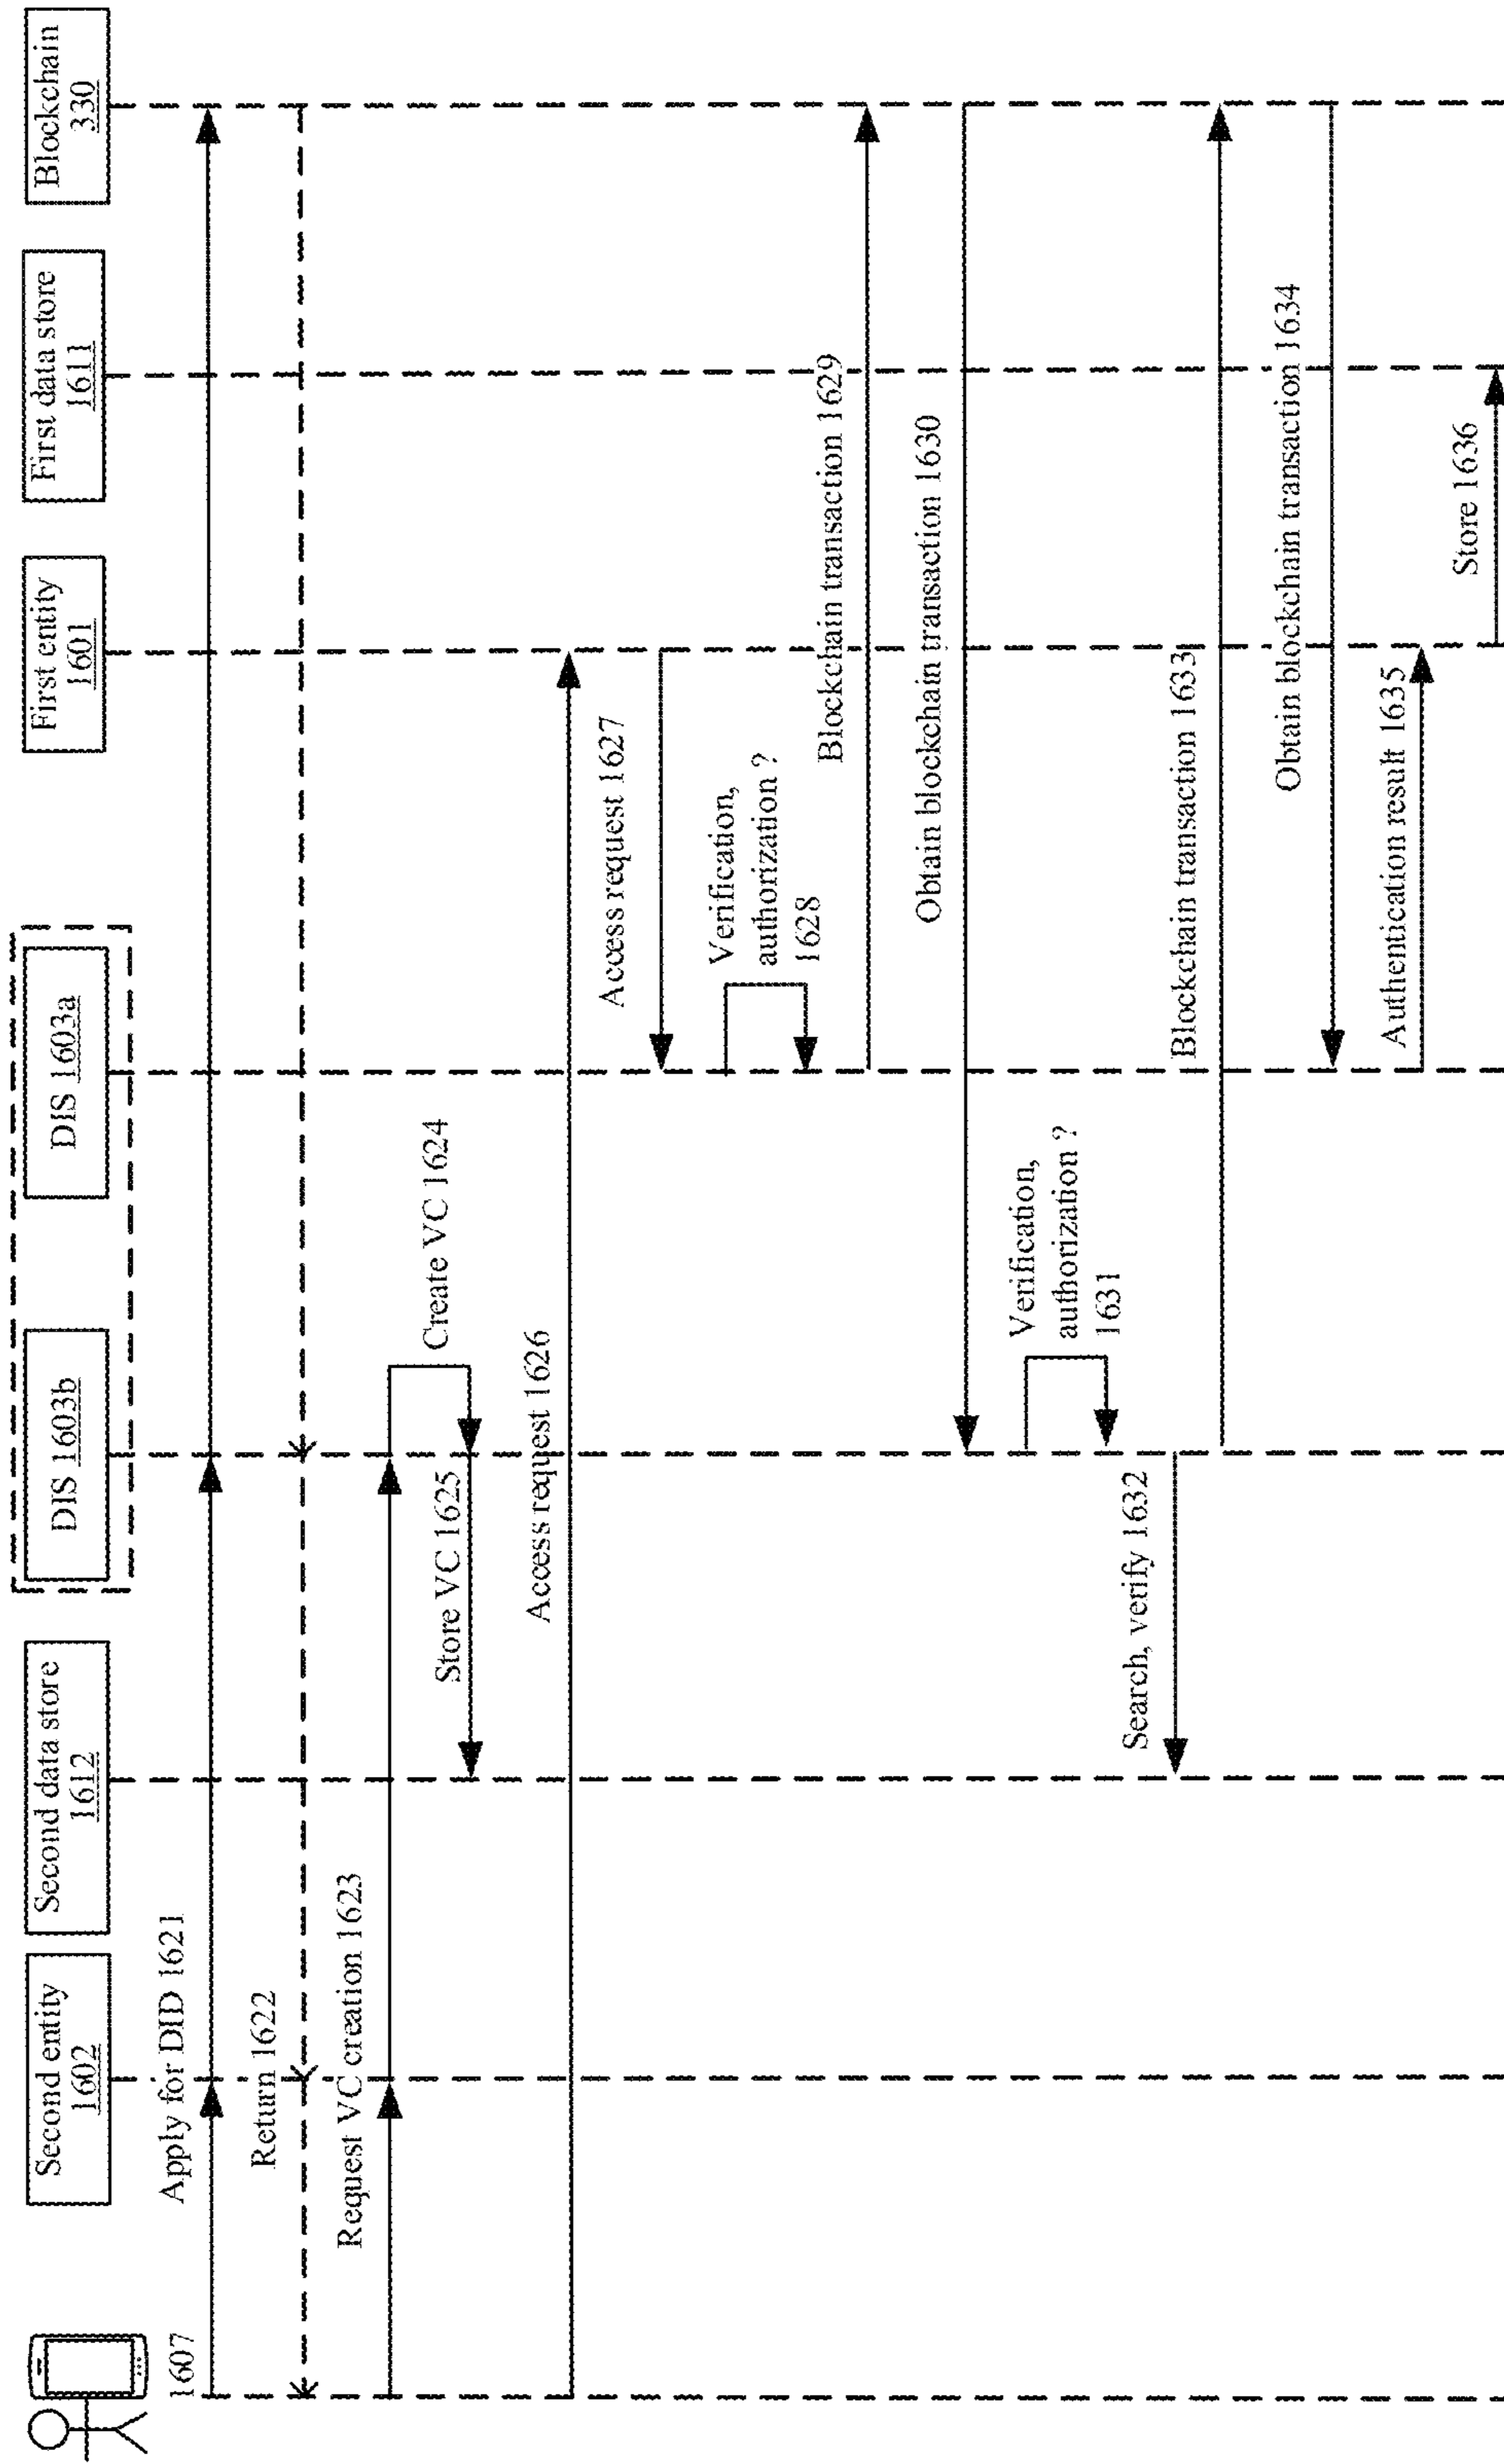 1607
Second entity
1602
Second data store
1612
DIS 1603b
DIS 1603a
First entity
1601
First data store
1611
Blockchain
330
Apply for DID 1621
Return 1622
Request VC creation 1623
Create VC 1624
Store VC 1625
Access request 1626
Access request 1627
Verification,
authorization ?
1628
Blockchain transaction 1629
Obtain blockchain transaction 1630
Verification,
authorization ?
1631
Search, verify 1632
Blockchain transaction 1633
Obtain blockchain transaction 1634
Authentication result 1635
Store 1636